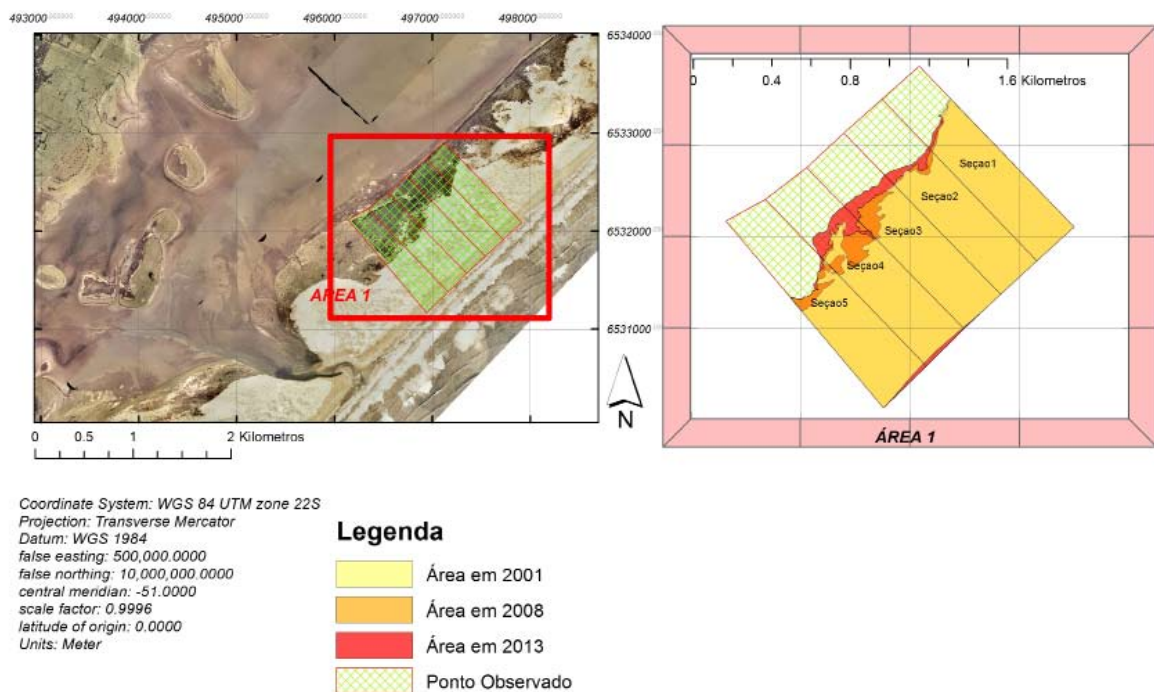 493000 494000 495000 496000 497000 498000
6534000
6533000
6532000
6531000
ÁREA 1
0 0.5 1 2 Kilometros
N
0 0.4 0.8 1.6 Kilometros
Seçao1
Seçao2
Seçao3
Seçao4
Seçao5
ÁREA 1
Coordinate System: WGS 84 UTM zone 22S
Projection: Transverse Mercator
Datum: WGS 1984
false easting: 500,000.0000
false northing: 10,000,000.0000
central meridian: -51.0000
scale factor: 0.9996
latitude of origin: 0.0000
Units: Meter
Legenda
Área em 2001
Área em 2008
Área em 2013
Ponto Observado